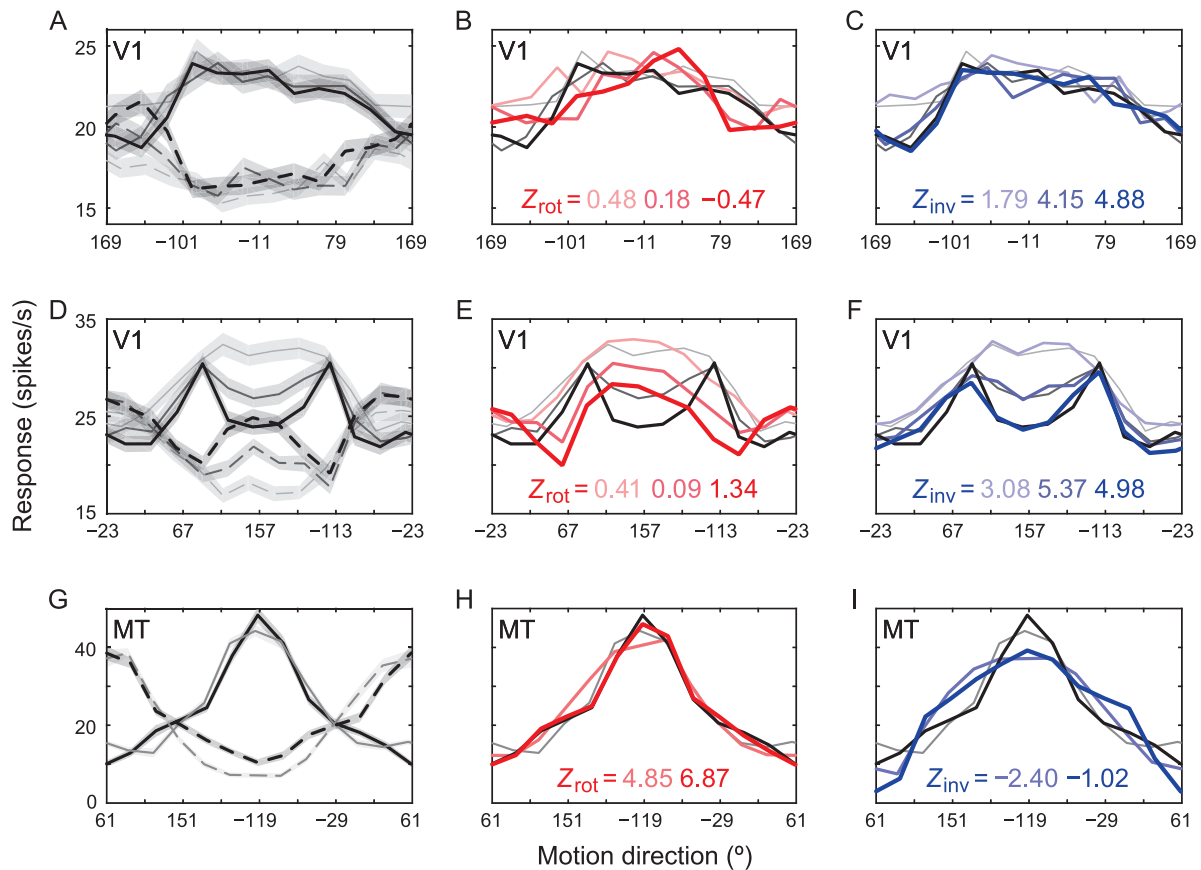 A
B
C
V1
V1
V1
25
20
15
Zrot = 0.48 0.18 −0.47
Zinv = 1.79 4.15 4.88
169 −101 −11 79 169
169 −101 −11 79 169
169 −101 −11 79 169
D
E
F
V1
V1
V1
35
25
15
Zrot = 0.41 0.09 1.34
Zinv = 3.08 5.37 4.98
−23 67 157 −113 −23
−23 67 157 −113 −23
−23 67 157 −113 −23
Response (spikes/s)
G
H
I
MT
MT
MT
40
20
0
Zrot = 4.85 6.87
Zinv = −2.40 −1.02
61 151 −119 −29 61
61 151 −119 −29 61
61 151 −119 −29 61
Motion direction (º)